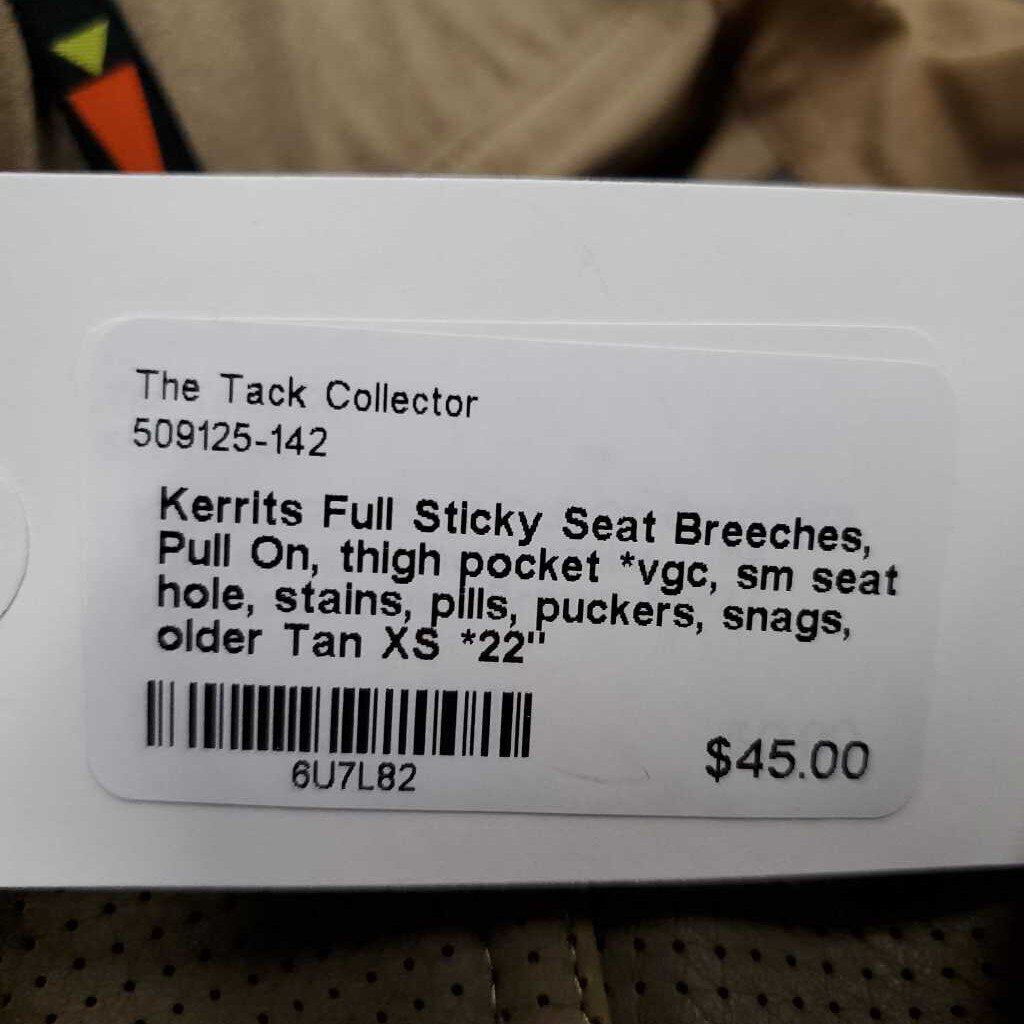 The Tack Collector
509125-142
Kerrits Full Sticky Seat Breeches,
Pull On, thigh pocket *vgc, sm seat
hole, stains, pills, puckers, snags,
older Tan XS *22"
6U7L82
$45.00